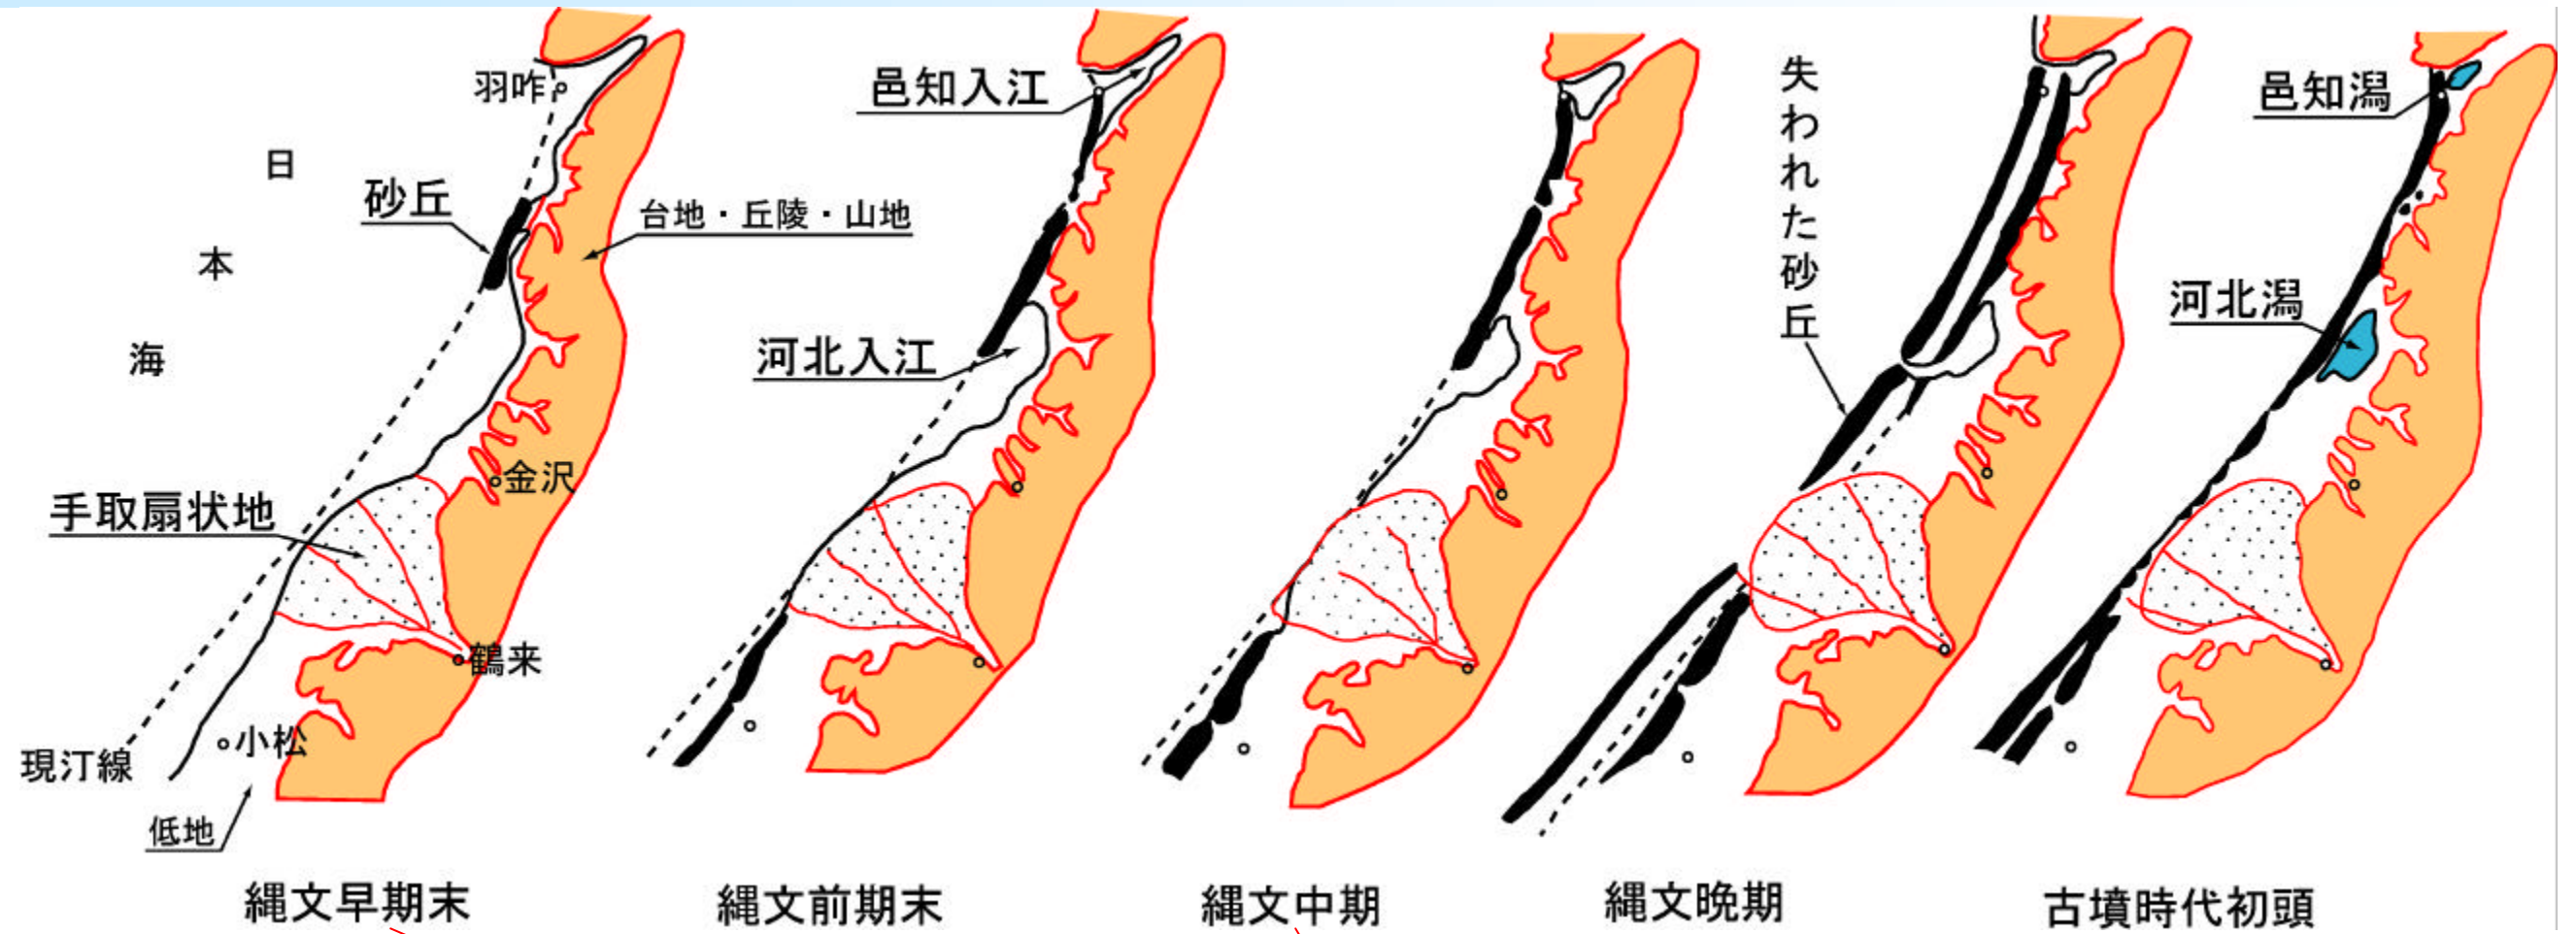 羽咋
日本海
砂丘
台地・丘陵・山地
手取扇状地
金沢
鶴来
小松
現汀線
低地
縄文早期末
邑知入江
河北入江
縄文前期末
縄文中期
失われた砂丘
縄文晩期
邑知潟
河北潟
古墳時代初頭